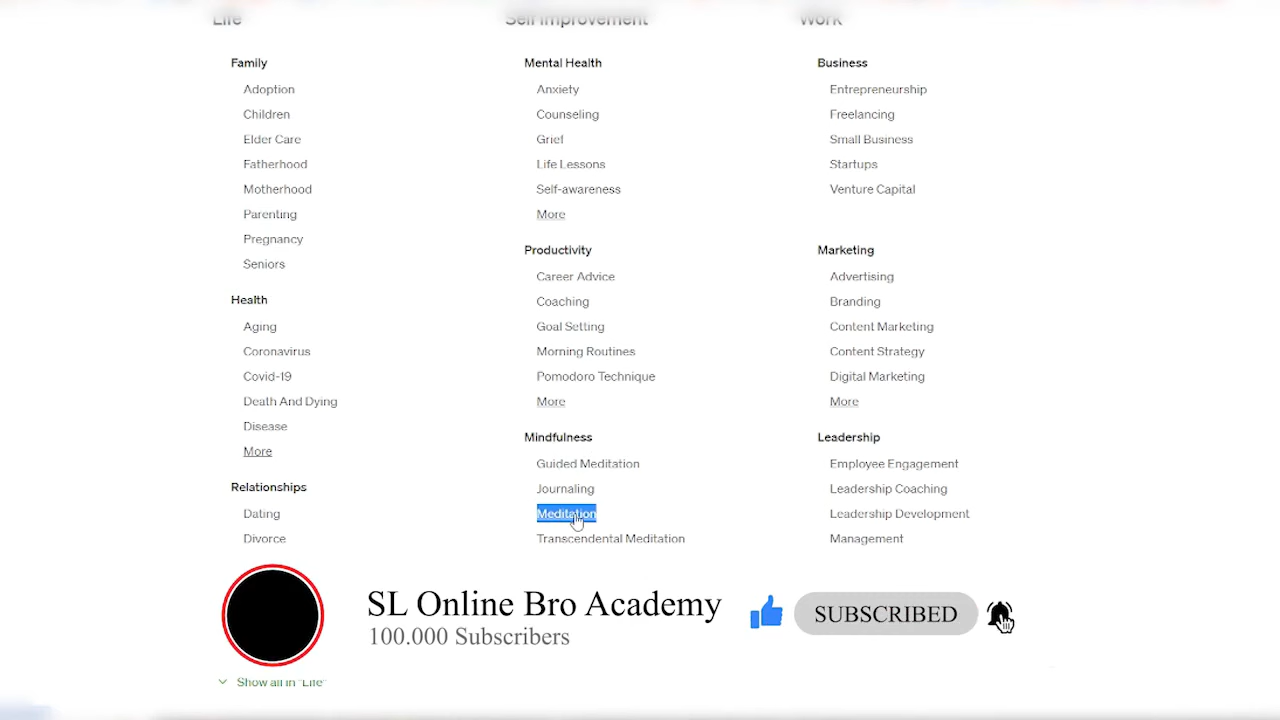 Life
Self Improvement
Work
Family
Adoption
Children
Elder Care
Fatherhood
Motherhood
Parenting
Pregnancy
Seniors
Health
Aging
Coronavirus
Covid-19
Death And Dying
Disease
More
Relationships
Dating
Divorce
Mental Health
Anxiety
Counseling
Grief
Life Lessons
Self-awareness
More
Productivity
Career Advice
Coaching
Goal Setting
Morning Routines
Pomodoro Technique
More
Mindfulness
Guided Meditation
Journaling
Meditation
Transcendental Meditation
Business
Entrepreneurship
Freelancing
Small Business
Startups
Venture Capital
Marketing
Advertising
Branding
Content Marketing
Content Strategy
Digital Marketing
More
Leadership
Employee Engagement
Leadership Coaching
Leadership Development
Management
SL Online Bro Academy
100.000 Subscribers
SUBSCRIBED
Show all in "Life"